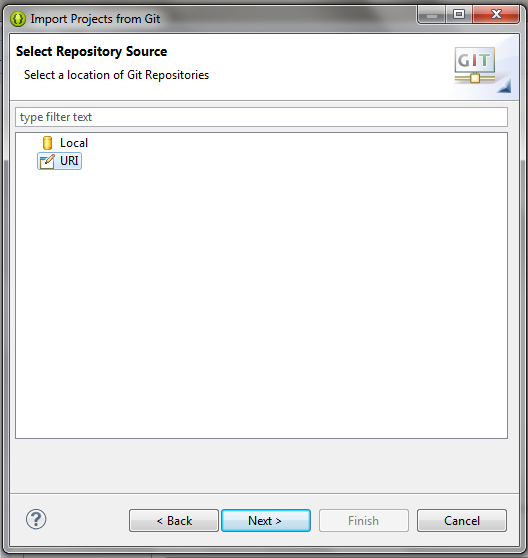 Import Projects from Git
Select Repository Source
Select a location of Git Repositories
GIT
type filter text
Local
URI
?
< Back
Next >
Finish
Cancel